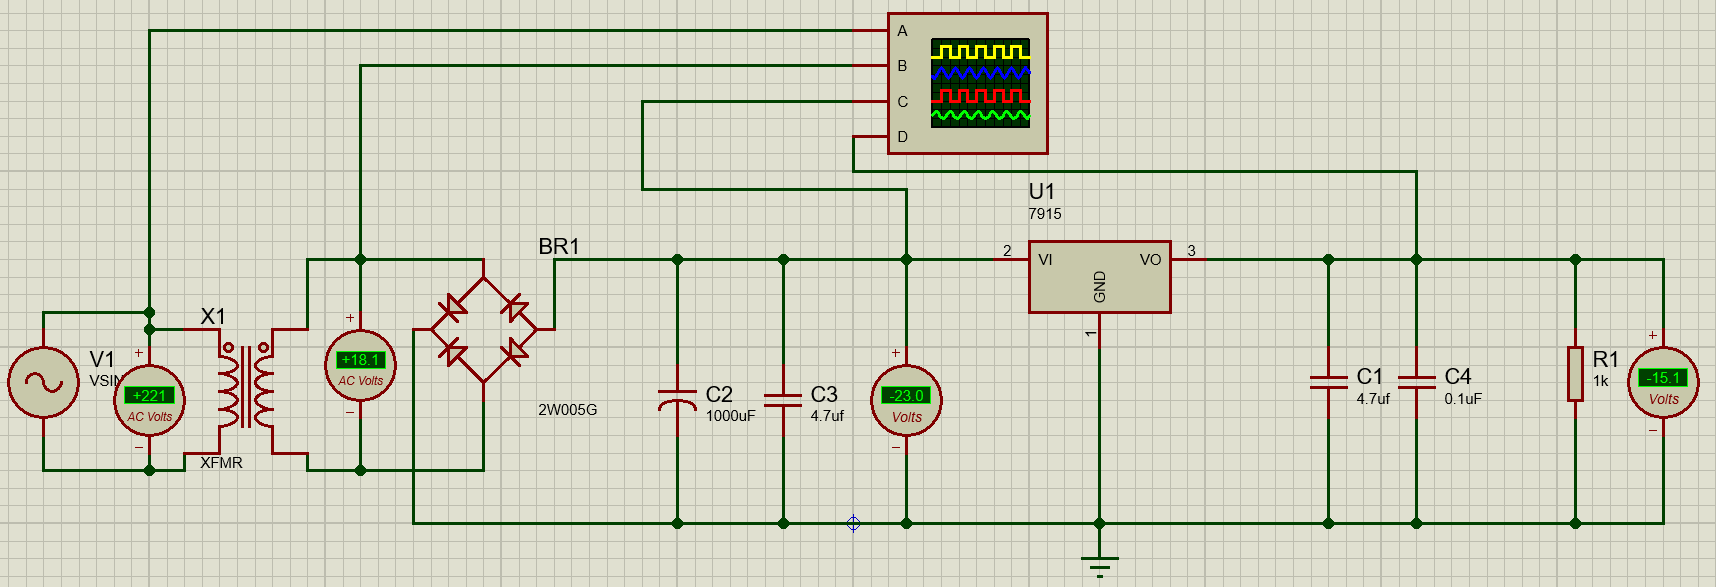 A
B
C
D
U1
7915
BR1
2
VI
GND
VO
3
1
X1
V1
VSIN
+
+221
AC Volts
−
XFMR
+
+18.1
AC Volts
−
2W005G
C2
1000uF
C3
4.7uf
+
-23.0
Volts
−
C1
4.7uf
C4
0.1uF
R1
1k
+
-15.1
Volts
−